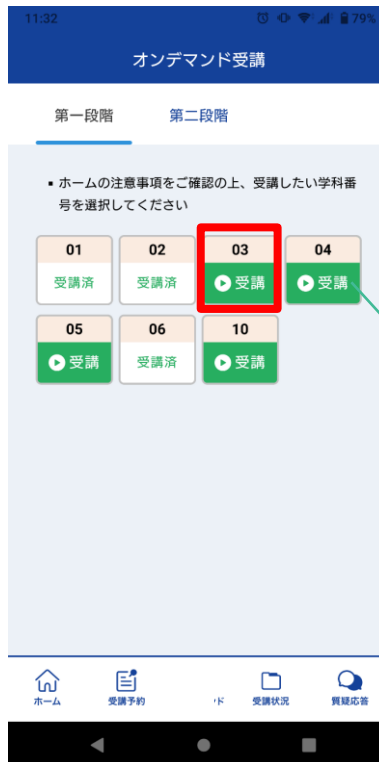 11:32 79%
オンデマンド受講
第一段階 第二段階
▪ ホームの注意事項をご確認の上、受講したい学科番
号を選択してください
01 02 03 04
受講済 受講済 受講 受講
05 06 10
受講 受講済 受講
ホーム 受講予約 ド 受講状況 質疑応答